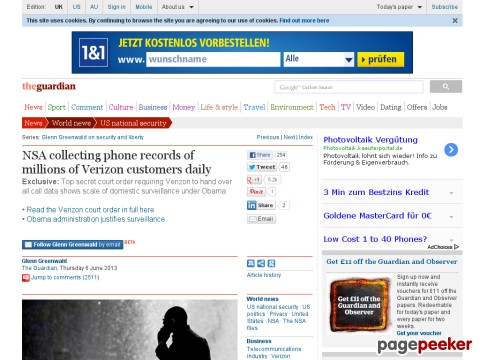 Edition: UK US AU Sign in Mobile About us Today's paper Subscribe
This site uses cookies. By continuing to browse the site you are agreeing to our use of cookies. Find out more here
1&1 JETZT KOSTENLOS VORBESTELLEN!*
www. wunschname Alle prüfen
theguardian
Google Custom Search
News Sport Comment Culture Business Money Life & style Travel Environment Tech TV Video Dating Offers Jobs
News World news US national security
Series: Glenn Greenwald on security and liberty
Previous | Next | Index
NSA collecting phone records of
millions of Verizon customers daily
Exclusive: Top secret court order requiring Verizon to hand over
all call data shows scale of domestic surveillance under Obama
• Read the Verizon court order in full here
• Obama administration justifies surveillance
Share 254
Tweet 46
+1 5.2k
Pin it 1
Share 2
Email
Follow Glenn Greenwald by email BETA
Glenn Greenwald
The Guardian, Thursday 6 June 2013
Jump to comments (2511)
Article history
World news
US national security · US
politics · Privacy · United
States · NSA · The NSA
files
Business
Telecommunications
industry · Verizon
Photovoltaik Vergütung
Photovoltaik.kaeuferportal.de
Photovoltaik: lohnt sich wieder? Info zu
Förderung & Eigenverbrauch.
3 Min zum Bestzins Kredit
Goldene MasterCard für 0€
Low Cost 1 to 40 Phones?
AdChoices
Get £11 off the Guardian and Observer
Get £11 off
the Guardian
and Observer
Sign up now and
instantly receive
vouchers for £11 off the
Guardian and Observer
papers. Redeemable
for today's paper and
every paper for two
weeks.
Get your voucher
pagepeeker